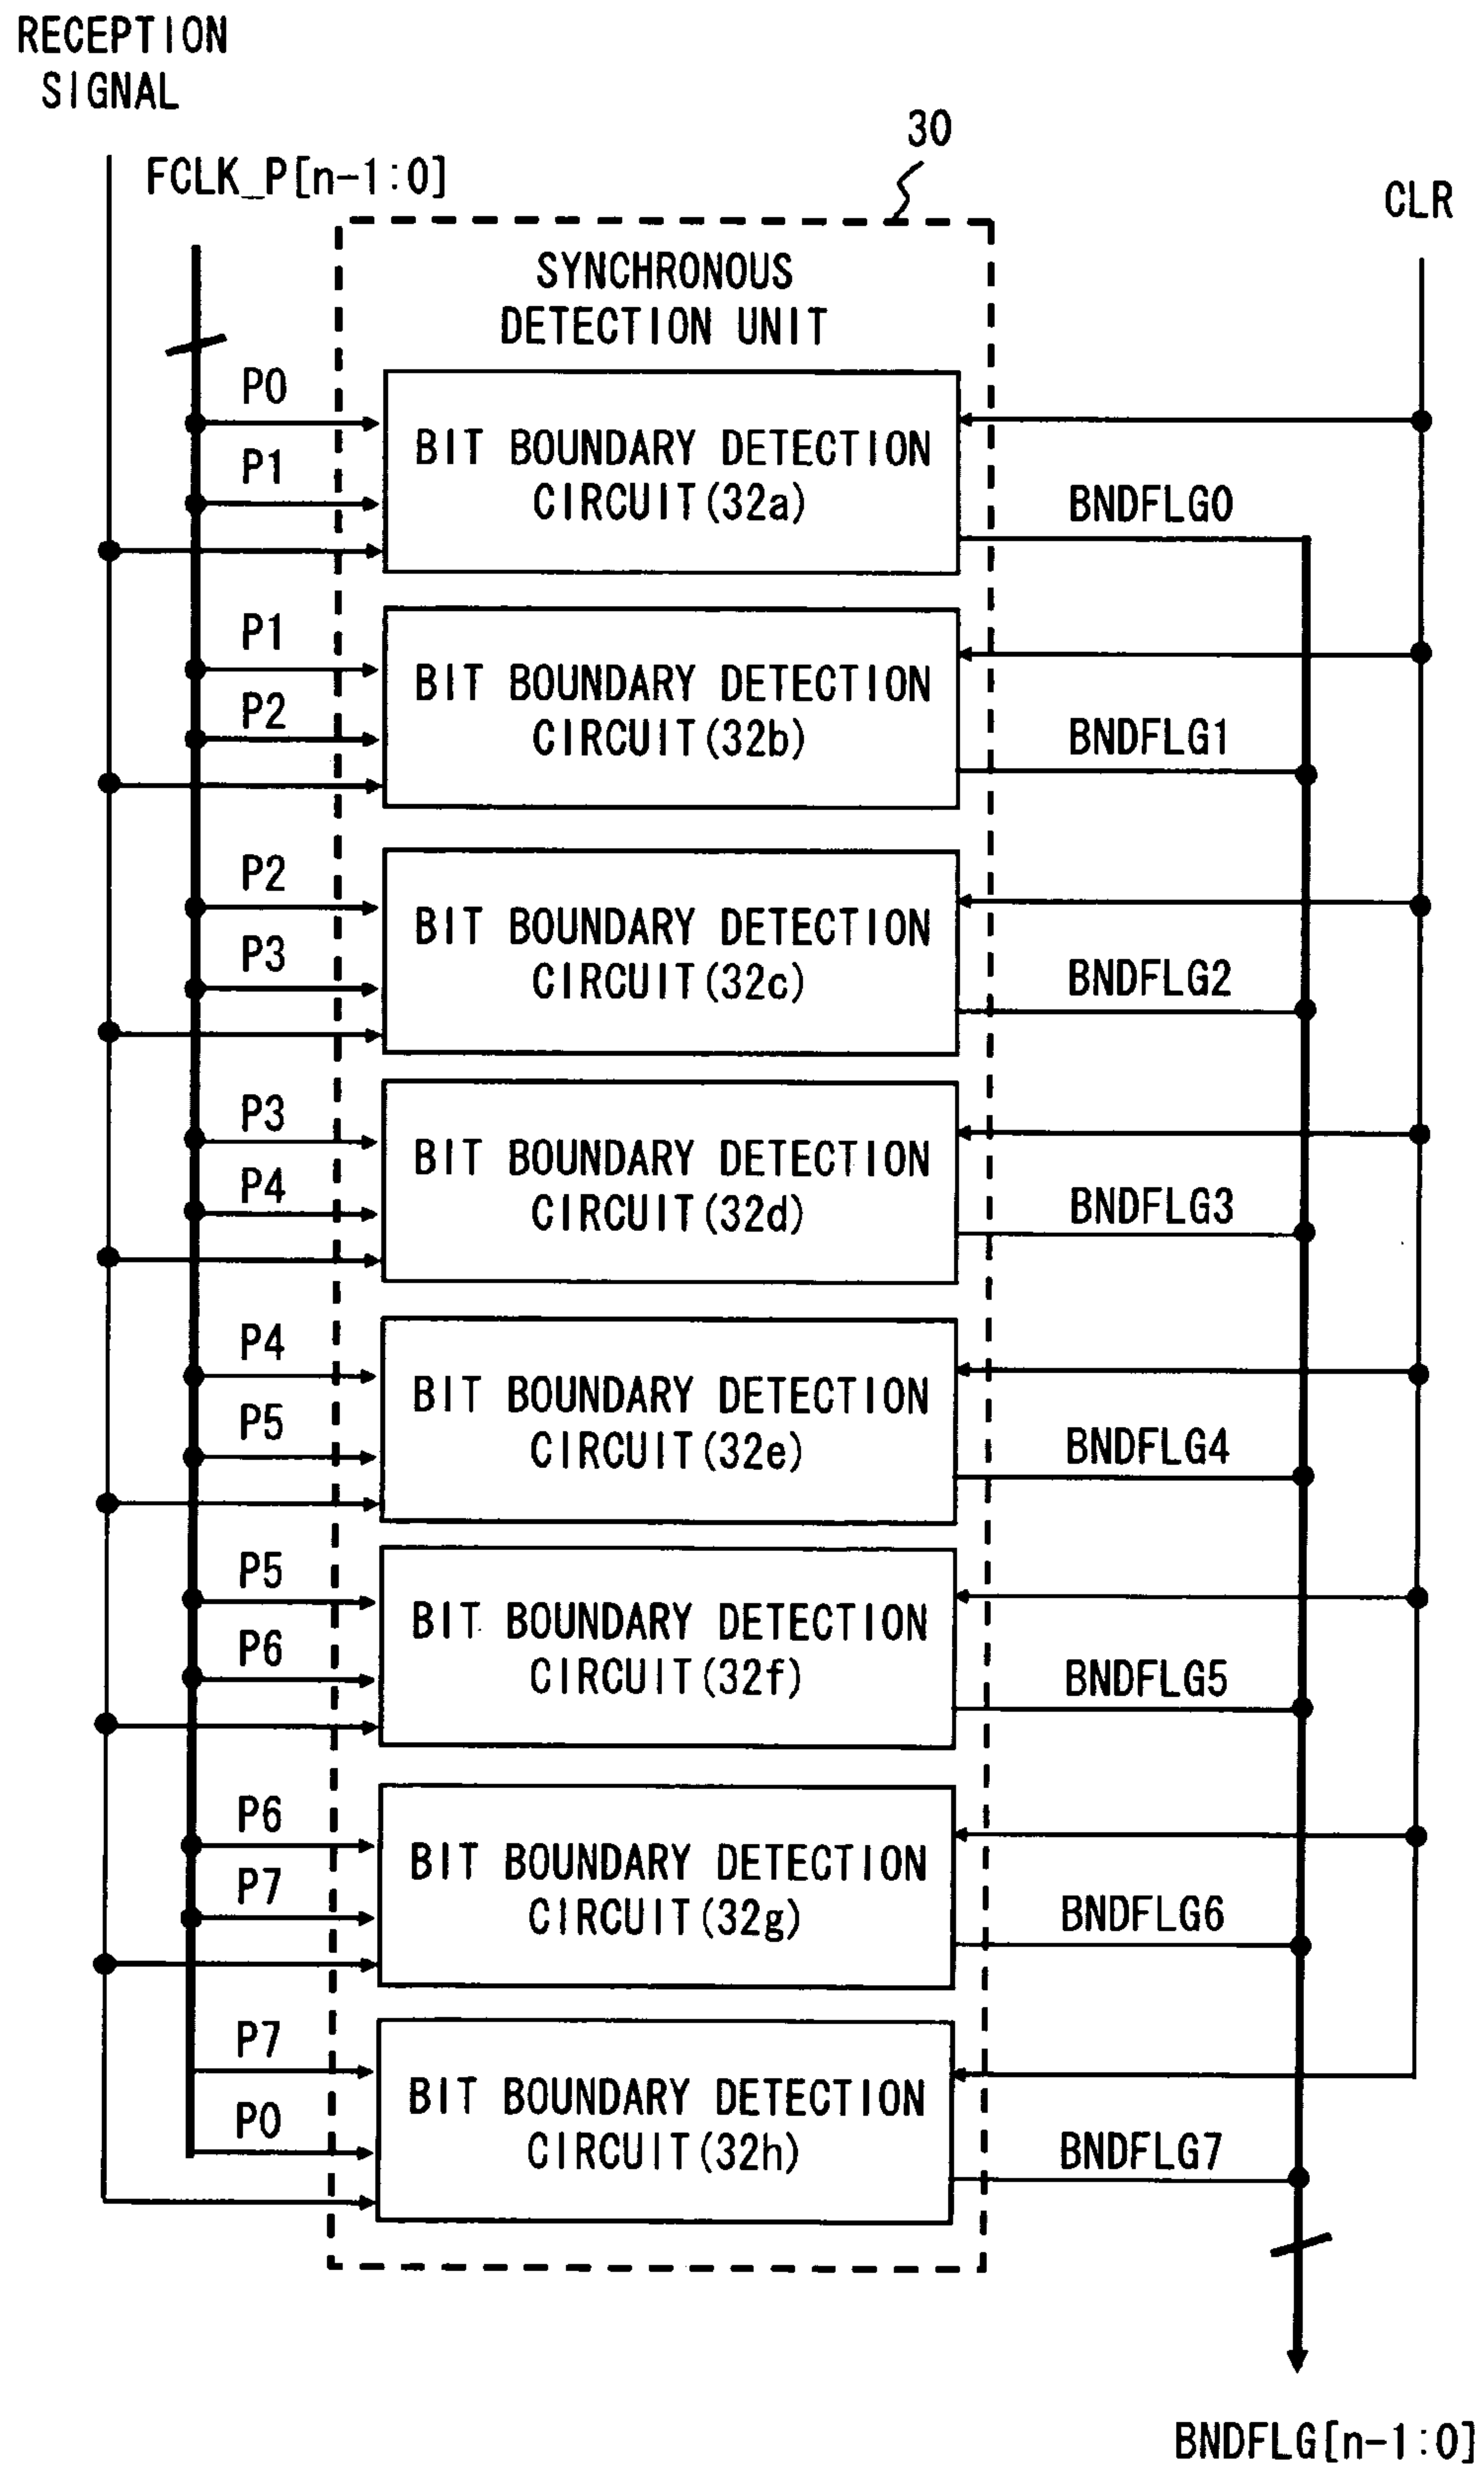 RECEPTION
SIGNAL
FCLK_P[n-1:0]
30
CLR
SYNCHRONOUS
DETECTION UNIT
P0
P1
BIT BOUNDARY DETECTION
CIRCUIT(32a)
BNDFLG0
P1
P2
BIT BOUNDARY DETECTION
CIRCUIT(32b)
BNDFLG1
P2
P3
BIT BOUNDARY DETECTION
CIRCUIT(32c)
BNDFLG2
P3
P4
BIT BOUNDARY DETECTION
CIRCUIT(32d)
BNDFLG3
P4
P5
BIT BOUNDARY DETECTION
CIRCUIT(32e)
BNDFLG4
P5
P6
BIT BOUNDARY DETECTION
CIRCUIT(32f)
BNDFLG5
P6
P7
BIT BOUNDARY DETECTION
CIRCUIT(32g)
BNDFLG6
P7
P0
BIT BOUNDARY DETECTION
CIRCUIT(32h)
BNDFLG7
BNDFLG[n-1:0]